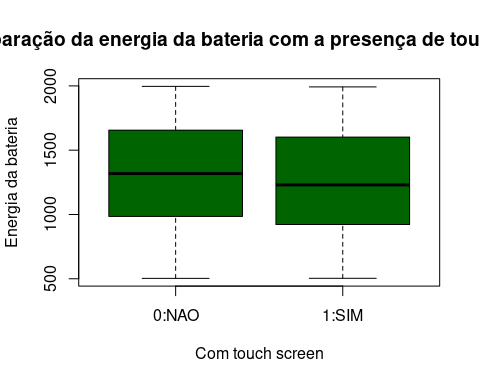 paração da energia da bateria com a presença de tou
Energia da bateria
2000
1500
1000
500
0:NAO
1:SIM
Com touch screen